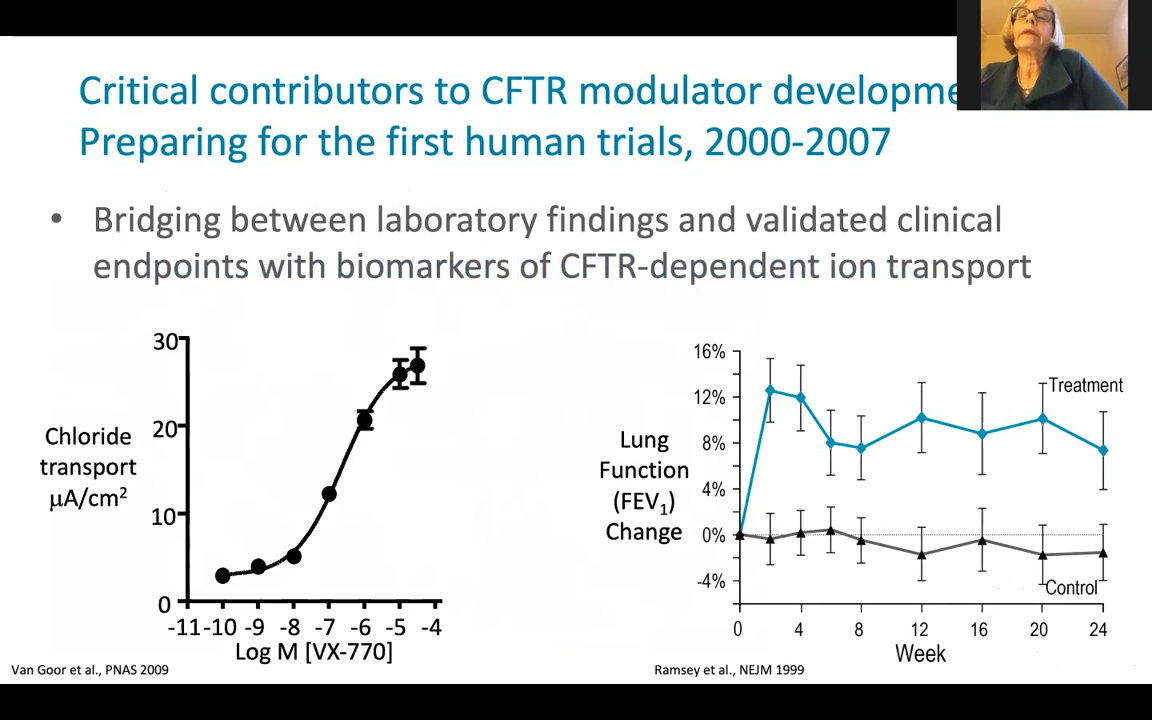 Critical contributors to CFTR modulator developme
Preparing for the first human trials, 2000-2007
• Bridging between laboratory findings and validated clinical
endpoints with biomarkers of CFTR-dependent ion transport
30
20
10
0
Chloride
transport
μA/cm²
-11 -10 -9 -8 -7 -6 -5 -4
Log M [VX-770]
Van Goor et al., PNAS 2009
16%
12%
8%
4%
0%
-4%
Lung
Function
(FEV₁)
Change
Treatment
Control
0 4 8 12 16 20 24
Week
Ramsey et al., NEJM 1999